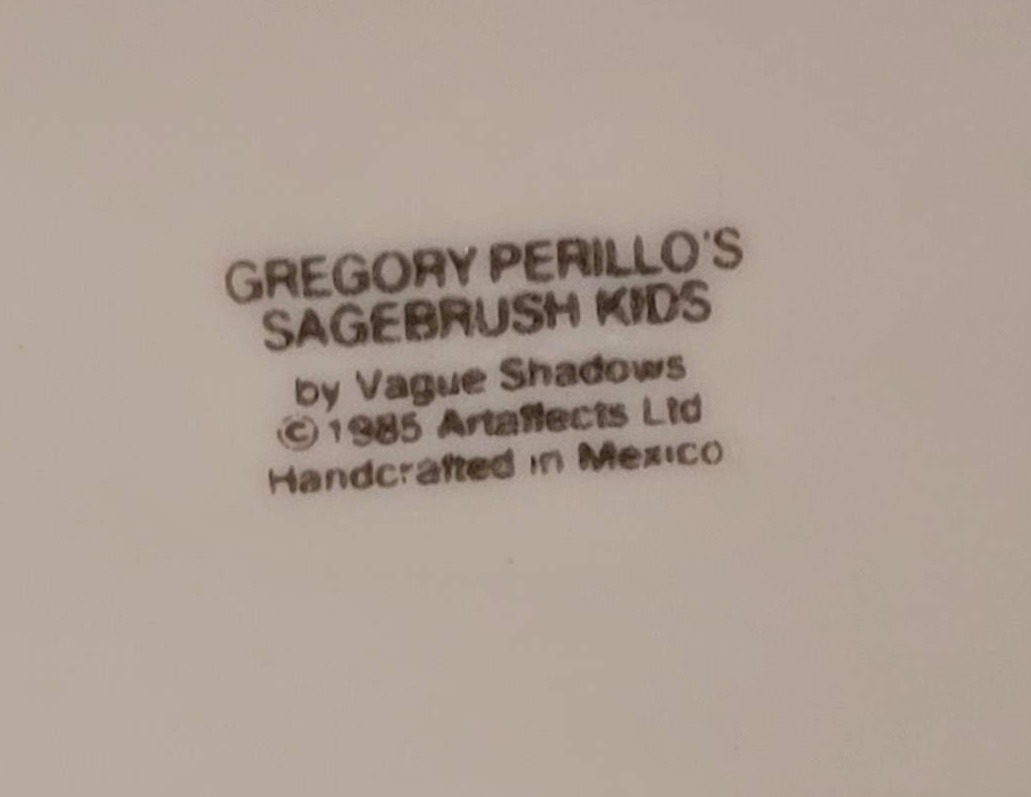 GREGORY PERILLO'S
SAGEBRUSH KIDS
by Vague Shadows
© 1985 Artaffects Ltd
Handcrafted in Mexico